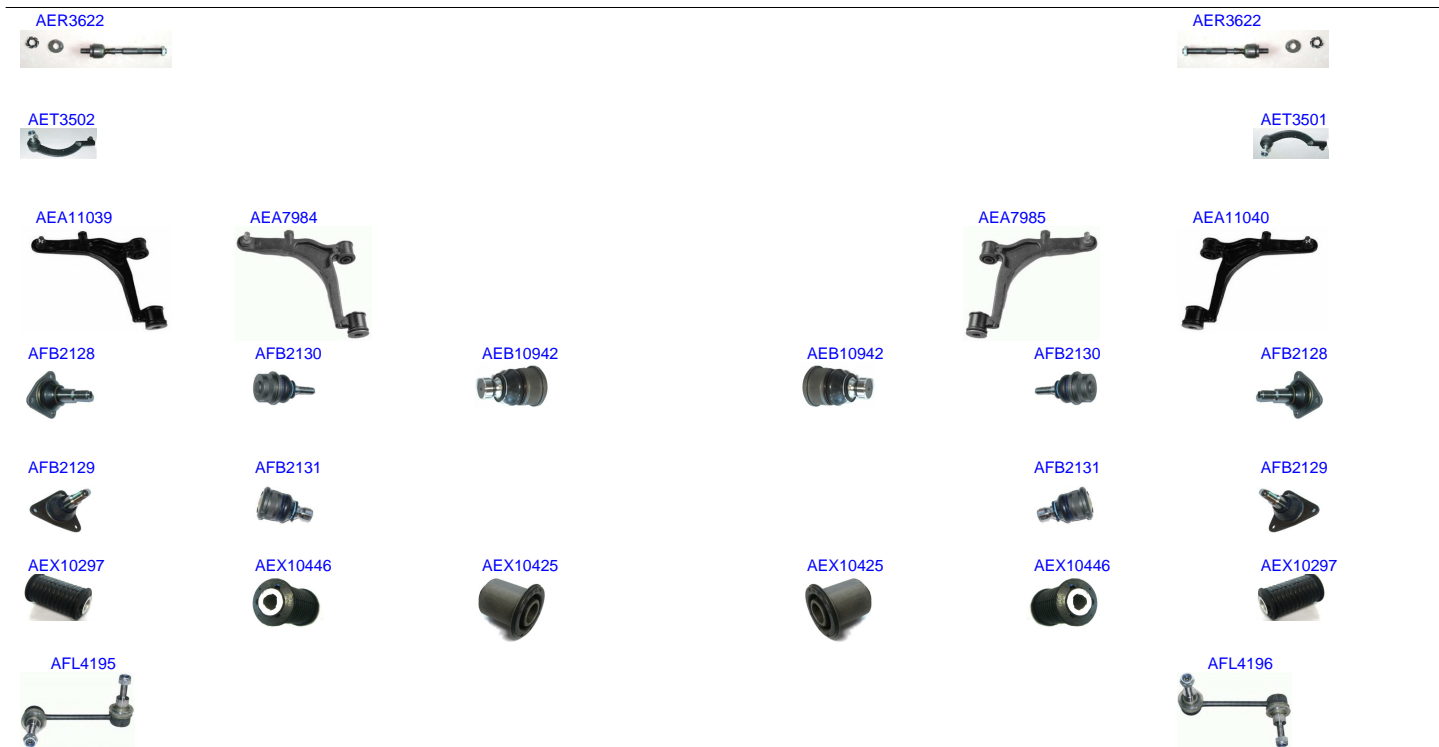 AER3622 AER3622
AET3502 AET3501
AEA11039 AEA7984 AEA7985 AEA11040
AFB2128 AFB2130 AEB10942 AEB10942 AFB2130 AFB2128
AFB2129 AFB2131 AFB2131 AFB2129
AEX10297 AEX10446 AEX10425 AEX10425 AEX10446 AEX10297
AFL4195 AFL4196